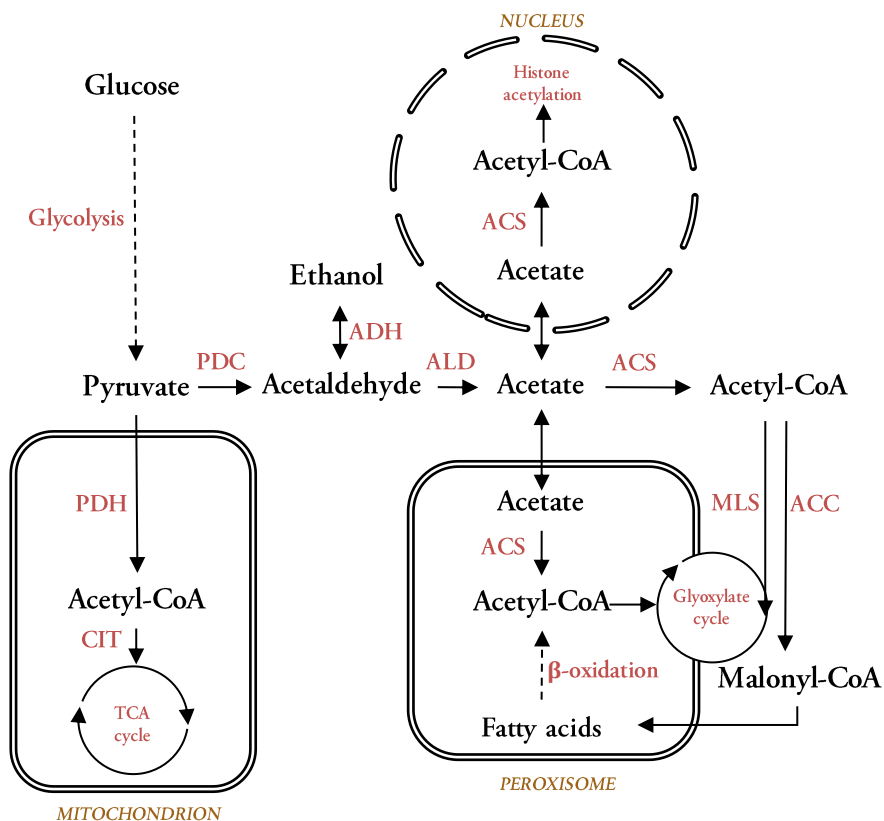 NUCLEUS
Glucose
Histone
acetylation
Acetyl-CoA
Glycolysis
ACS
Ethanol
Acetate
ADH
PDC
ALD
ACS
Pyruvate
Acetaldehyde
Acetate
Acetyl-CoA
PDH
Acetate
MLS
ACC
ACS
Acetyl-CoA
Acetyl-CoA
Glyoxylate
cycle
CIT
β-oxidation
Malonyl-CoA
TCA
cycle
Fatty acids
PEROXISOME
MITOCHONDRION